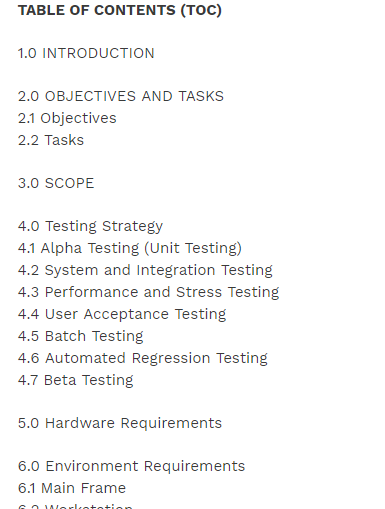 TABLE OF CONTENTS (TOC)
1.0 INTRODUCTION
2.0 OBJECTIVES AND TASKS
2.1 Objectives
2.2 Tasks
3.0 SCOPE
4.0 Testing Strategy
4.1 Alpha Testing (Unit Testing)
4.2 System and Integration Testing
4.3 Performance and Stress Testing
4.4 User Acceptance Testing
4.5 Batch Testing
4.6 Automated Regression Testing
4.7 Beta Testing
5.0 Hardware Requirements
6.0 Environment Requirements
6.1 Main Frame
6.2 Workstation